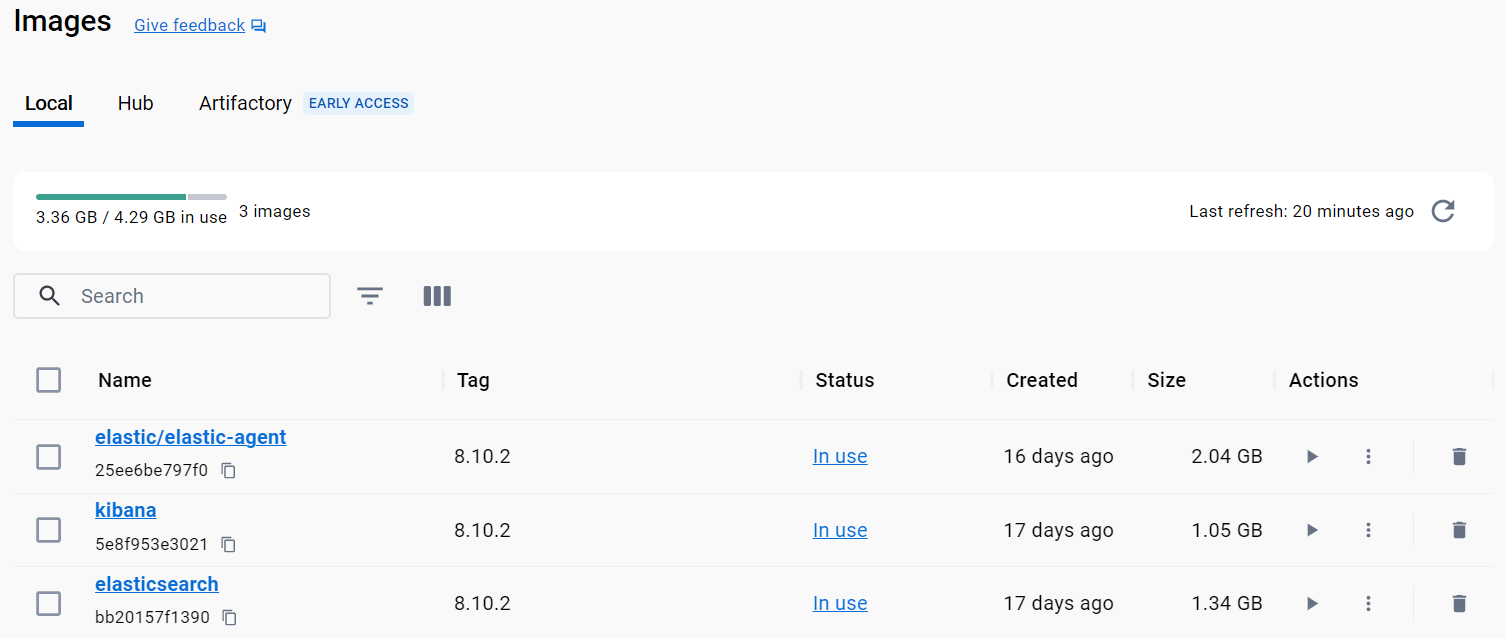 Images Give feedback
Local Hub Artifactory EARLY ACCESS
3.36 GB / 4.29 GB in use 3 images Last refresh: 20 minutes ago
Search
Name Tag Status Created Size Actions
elastic/elastic-agent
25ee6be797f0 8.10.2 In use 16 days ago 2.04 GB
kibana
5e8f953e3021 8.10.2 In use 17 days ago 1.05 GB
elasticsearch
bb20157f1390 8.10.2 In use 17 days ago 1.34 GB